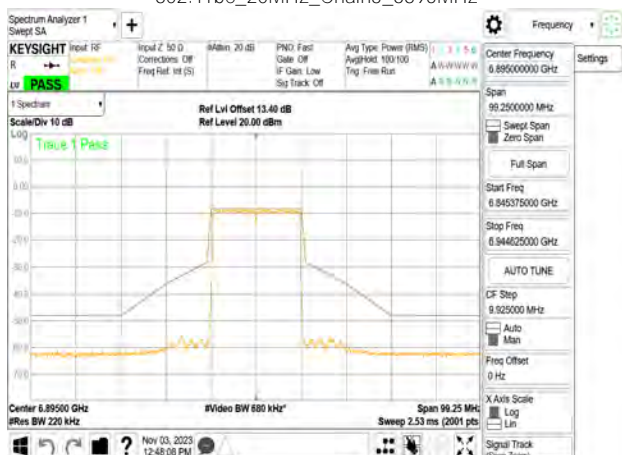 Spectrum Analyzer 1
Swept SA
Frequency
KEYSIGHT
Input: RF
Input Z: 50 Ω
#Atten: 20 dB
PNO: Fast
Avg Type: Power (RMS)
Corrections: Off
Gate: Off
Avg|Hold: 100/100
Freq Ref: Int (S)
IF Gain: Low
Trig: Free Run
Sig Track: Off
R
PASS
1 Spectrum
Scale/Div 10 dB
Ref Lvl Offset 13.40 dB
Ref Level 20.00 dBm
Log
Trace 1 Pass
Center 6.89500 GHz
#Video BW 680 kHz*
Span 99.25 MHz
#Res BW 220 kHz
Sweep 2.53 ms (2001 pts
Nov 03, 2023
12:48:08 PM
Center Frequency
6.895000000 GHz
Settings
Span
99.2500000 MHz
Swept Span
Zero Span
Full Span
Start Freq
6.845375000 GHz
Stop Freq
6.944625000 GHz
AUTO TUNE
CF Step
9.925000 MHz
Auto
Man
Freq Offset
0 Hz
X Axis Scale
Log
Lin
Signal Track